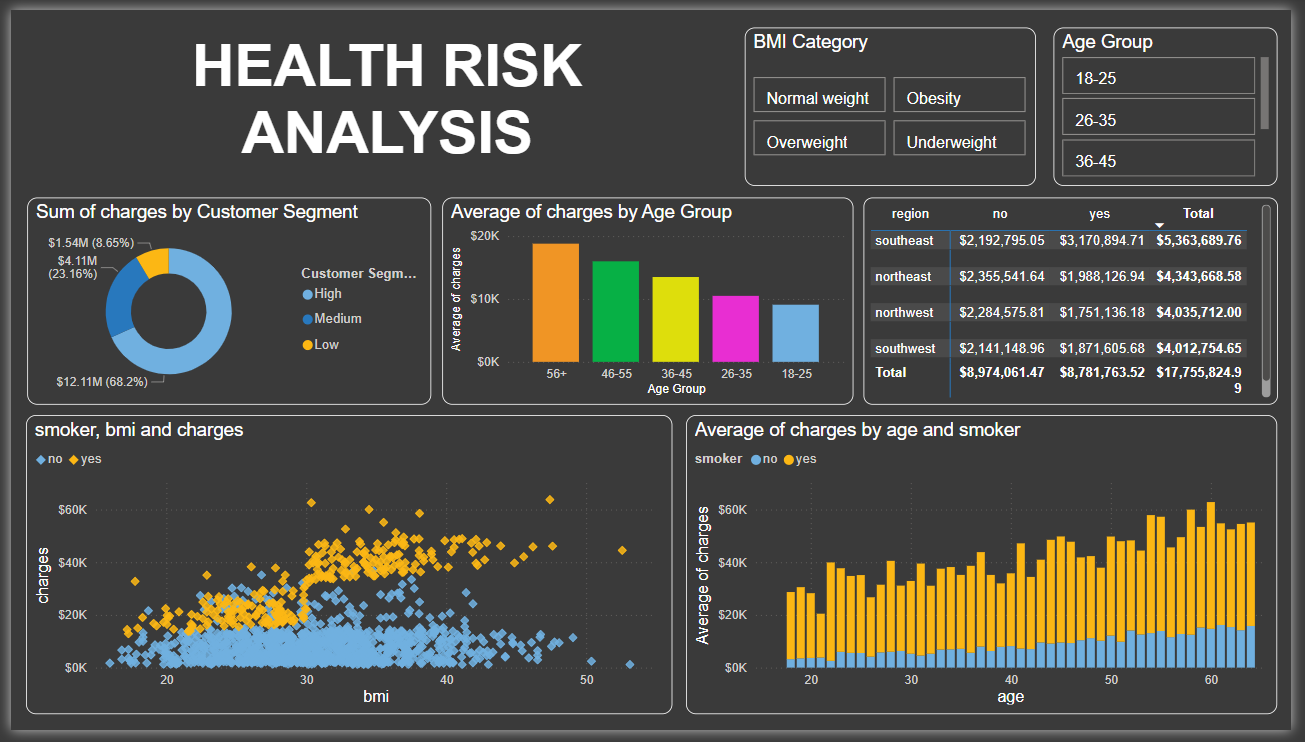 HEALTH RISK
ANALYSIS
BMI Category
Normal weight
Obesity
Overweight
Underweight
Age Group
18-25
26-35
36-45
Sum of charges by Customer Segment
$1.54M (8.65%)
$4.11M
(23.16%)
$12.11M (68.2%)
Customer Segm...
High
Medium
Low
Average of charges by Age Group
Average of charges
$20K
$10K
$0K
56+ 46-55 36-45 26-35 18-25
Age Group
region no yes Total
southeast $2,192,795.05 $3,170,894.71 $5,363,689.76
northeast $2,355,541.64 $1,988,126.94 $4,343,668.58
northwest $2,284,575.81 $1,751,136.18 $4,035,712.00
southwest $2,141,148.96 $1,871,605.68 $4,012,754.65
Total $8,974,061.47 $8,781,763.52 $17,755,824.9
9
smoker, bmi and charges
no yes
charges
$60K
$40K
$20K
$0K
20 30 40 50
bmi
Average of charges by age and smoker
smoker no yes
Average of charges
$60K
$40K
$20K
$0K
20 30 40 50 60
age